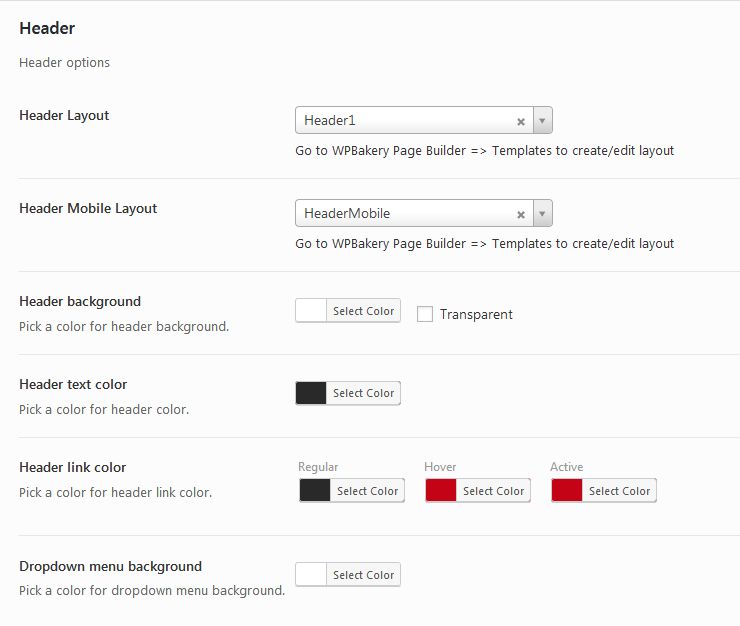 Header
Header options
Header Layout
Header1
Go to WPBakery Page Builder => Templates to create/edit layout
Header Mobile Layout
HeaderMobile
Go to WPBakery Page Builder => Templates to create/edit layout
Header background
Pick a color for header background.
Select Color
Transparent
Header text color
Pick a color for header color.
Select Color
Header link color
Pick a color for header link color.
Regular Hover Active
Select Color Select Color Select Color
Dropdown menu background
Pick a color for dropdown menu background.
Select Color